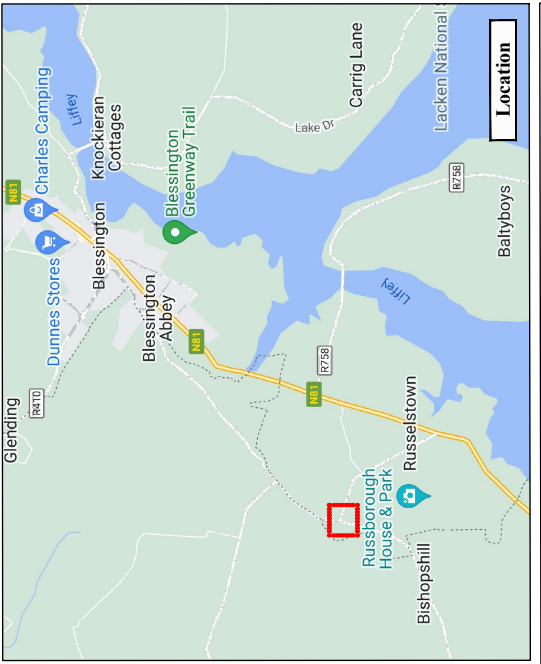 Location
Lacken National S
Carrig Lane
Lake Dr
R758
Baltyboys
Liffey
Charles Camping
Knockieran
Cottages
N81
Dunnes Stores
Blessington
Blessington
Greenway Trail
Blessington
Abbey
N81
Liffey
R758
N81
Glending
R410
Russelstown
Russborough
House & Park
Bishopshill